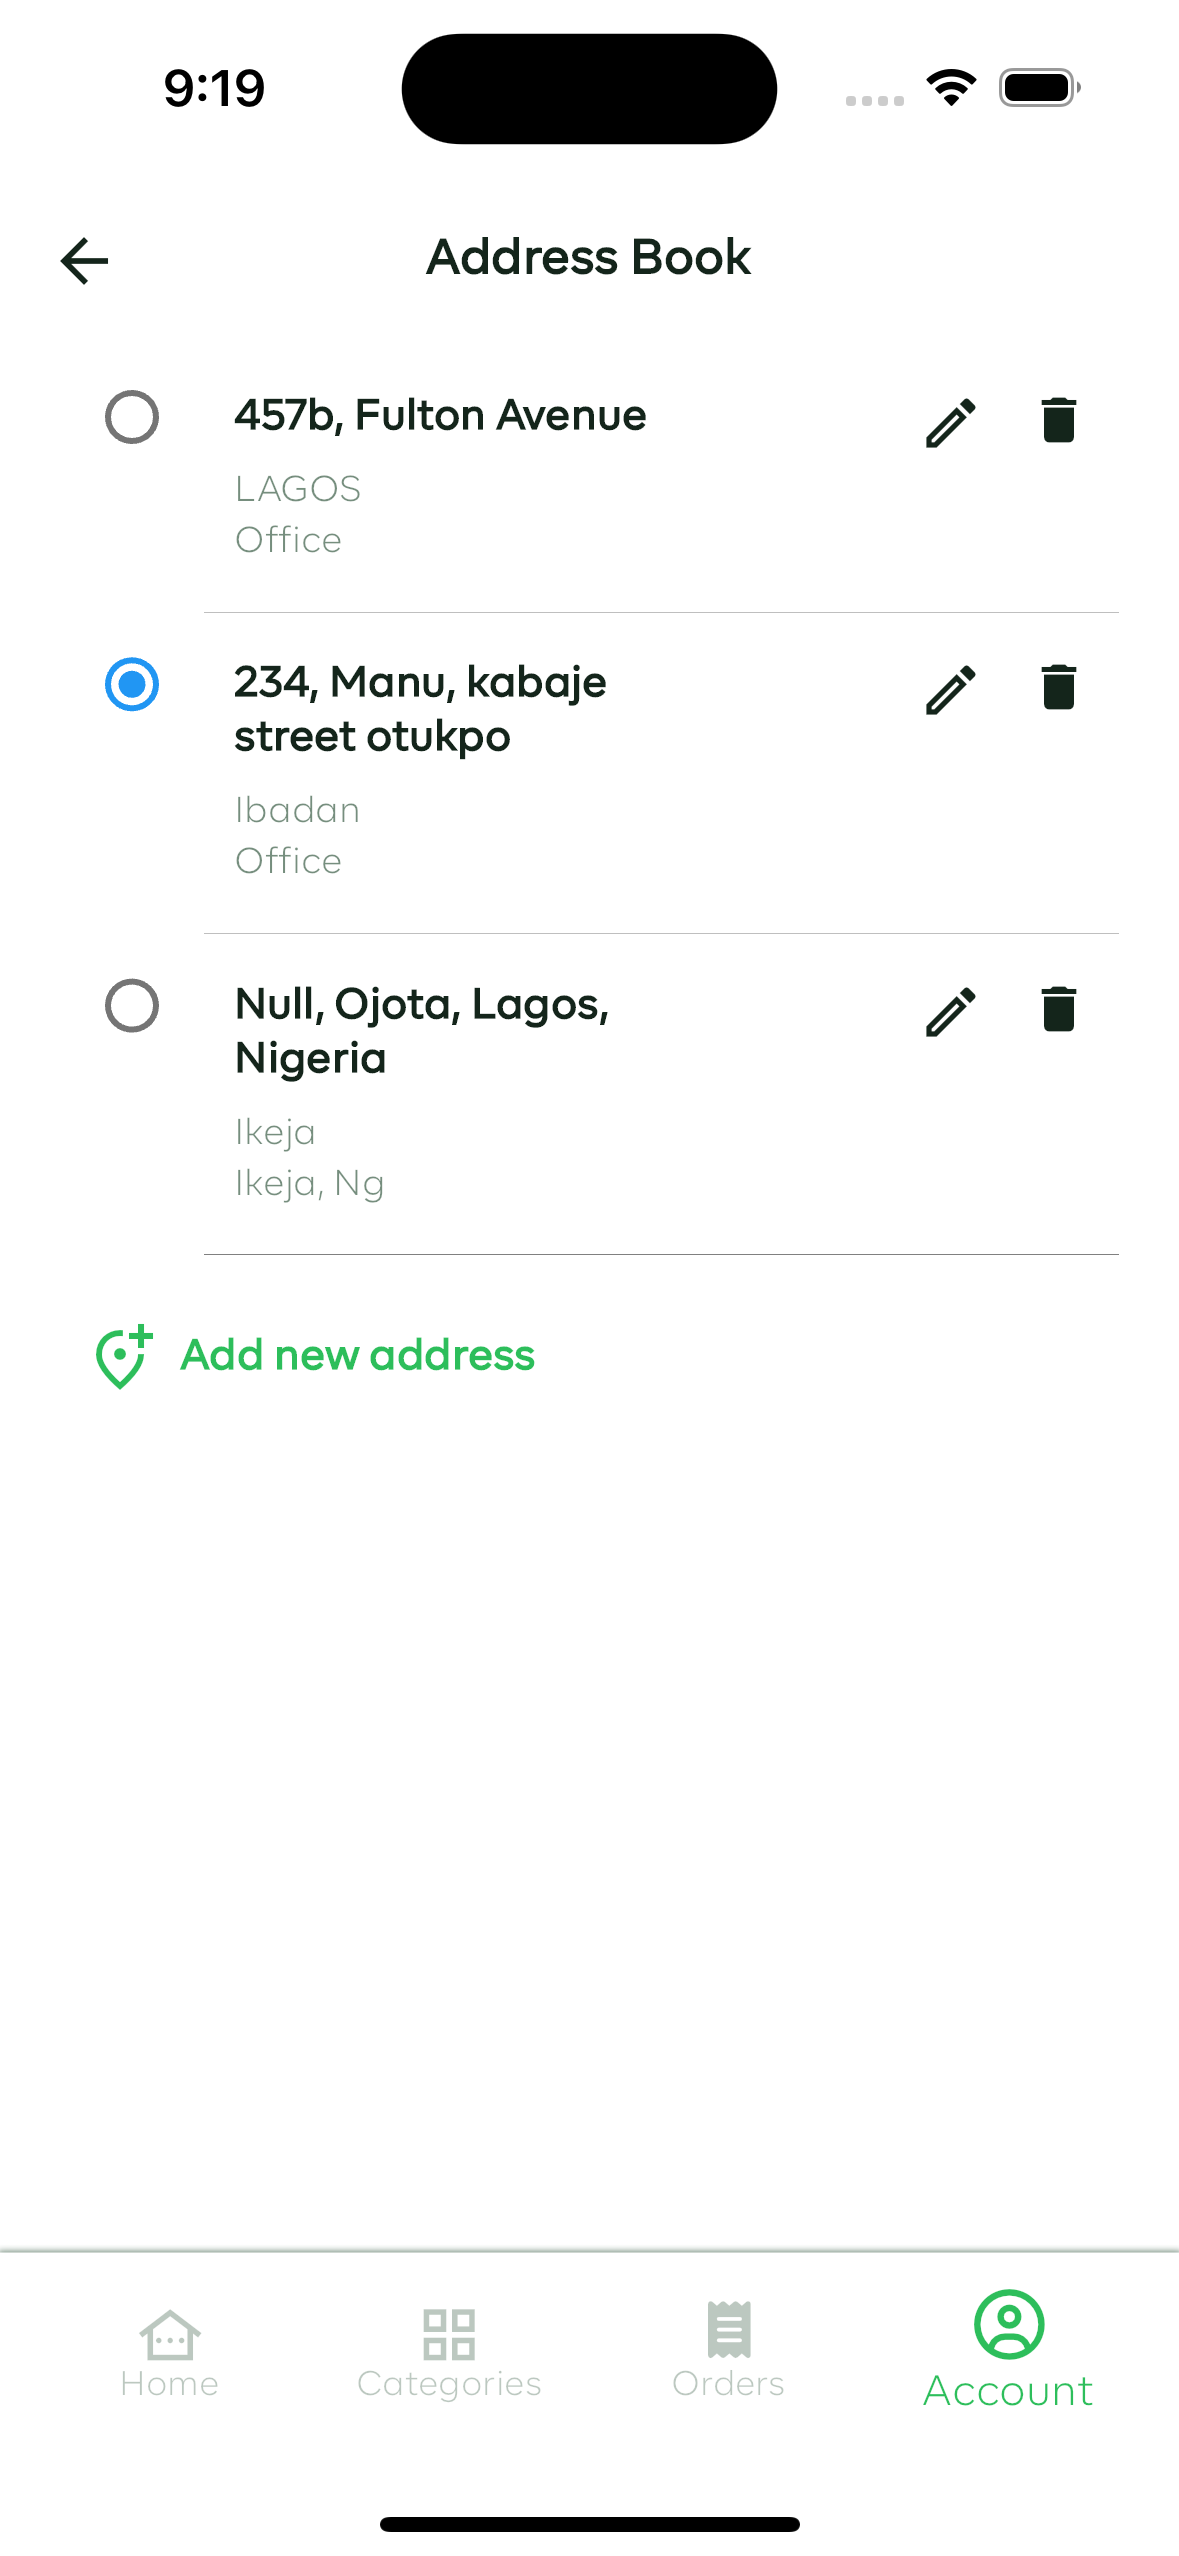 9:19
Address Book
457b, Fulton Avenue
LAGOS
Office
234, Manu, kabaje
street otukpo
Ibadan
Office
Null, Ojota, Lagos,
Nigeria
Ikeja
Ikeja, Ng
Add new address
Home
Categories
Orders
Account